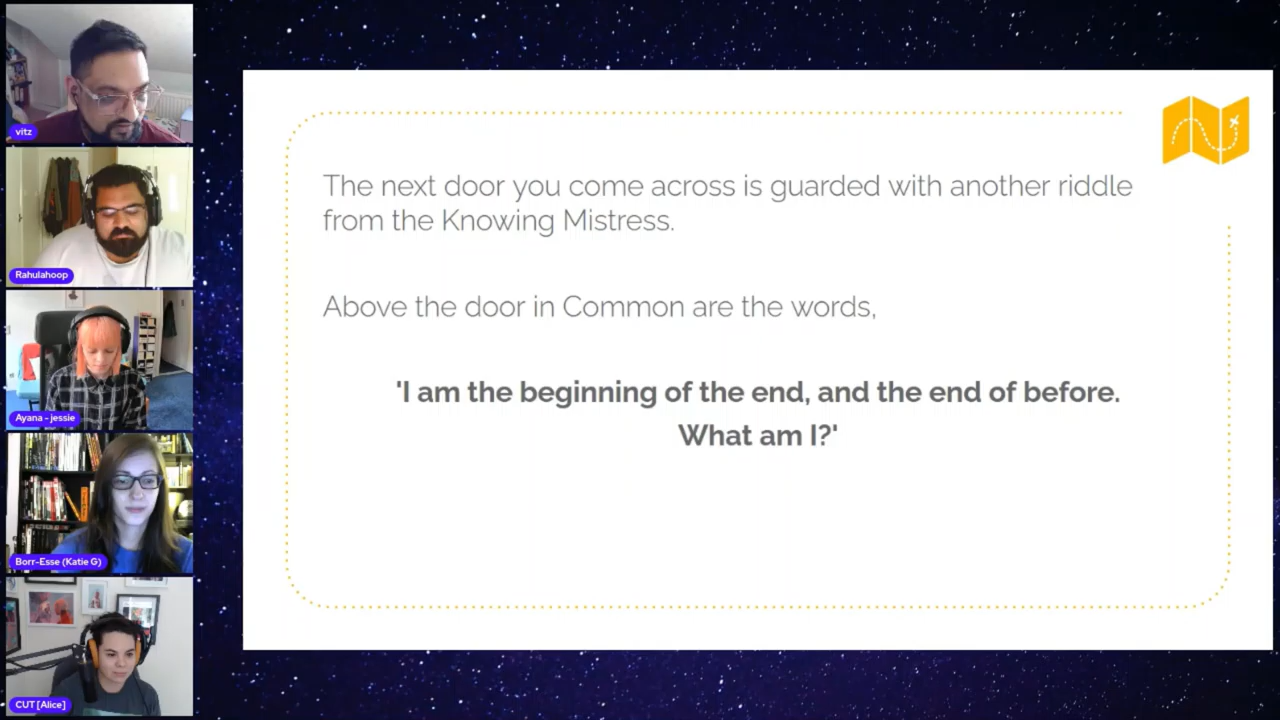 vitz
Rahulahoop
Ayana - jessie
Borr-Esse (Katie G)
CUT [Alice]
The next door you come across is guarded with another riddle
from the Knowing Mistress.
Above the door in Common are the words,
'I am the beginning of the end, and the end of before.
What am I?'